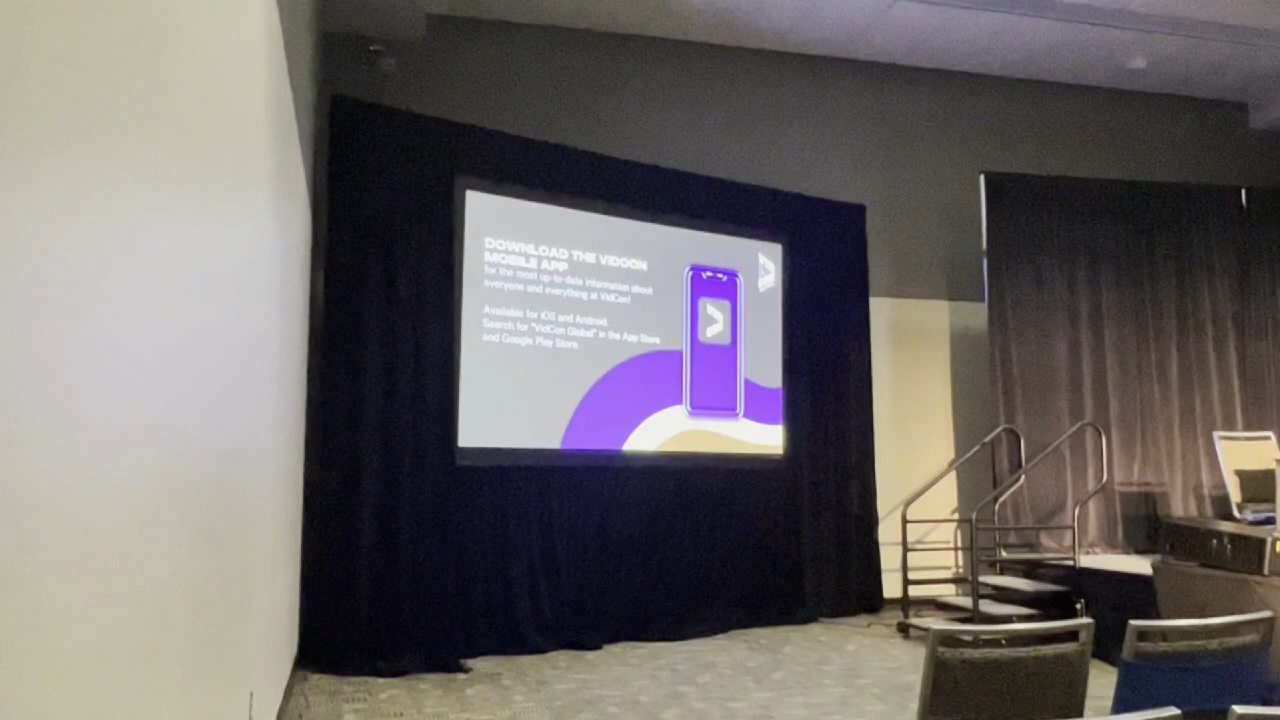 DOWNLOAD THE VIDCON
MOBILE APP
for the most up-to-date information about
everyone and everything at VidCon!
Available for iOS and Android.
Search for "VidCon Global" in the App Store
and Google Play Store.